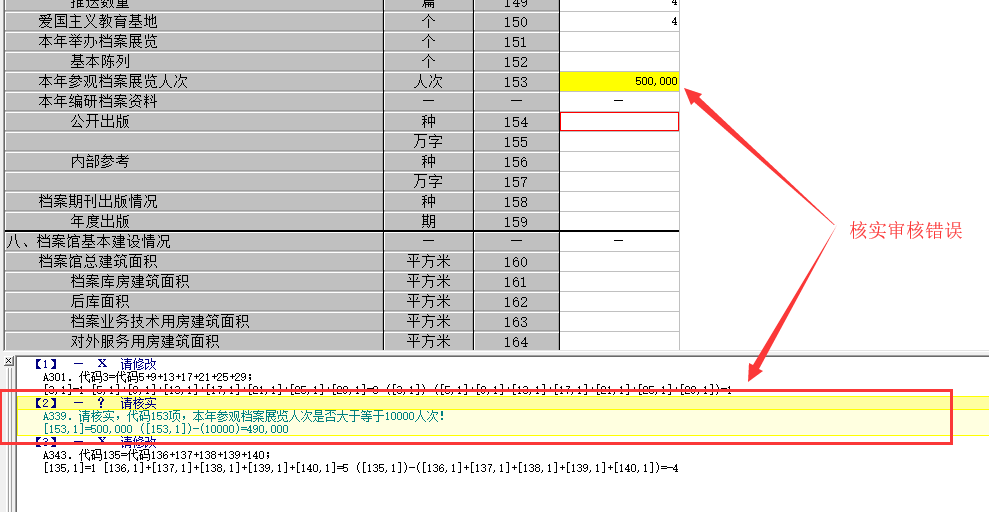 推送数量 篇 149 4
爱国主义教育基地 个 150 4
本年举办档案展览 个 151
基本陈列 个 152
本年参观档案展览人次 人次 153 500,000
本年编研档案资料 — — —
公开出版 种 154
万字 155
内部参考 种 156
万字 157
档案期刊出版情况 种 158
年度出版 期 159
八、档案馆基本建设情况 — — —
档案馆总建筑面积 平方米 160
档案库房建筑面积 平方米 161
后库面积 平方米 162
档案业务技术用房建筑面积 平方米 163
对外服务用房建筑面积 平方米 164
核实审核错误
【1】 — X 请修改
A301. 代码3=代码5+9+13+17+21+25+29;
[3,1]=1 [5,1]+[9,1]+[13,1]+[17,1]+[21,1]+[25,1]+[29,1]=0 ([3,1])-([5,1]+[9,1]+[13,1]+[17,1]+[21,1]+[25,1]+[29,1])=1
【2】 — ? 请核实
A339. 请核实,代码153项,本年参观档案展览人次是否大于等于10000人次!
[153,1]=500,000 ([153,1])-(10000)=490,000
【3】 — X 请修改
A343. 代码135=代码136+137+138+139+140;
[135,1]=1 [136,1]+[137,1]+[138,1]+[139,1]+[140,1]=5 ([135,1])-([136,1]+[137,1]+[138,1]+[139,1]+[140,1])=-4